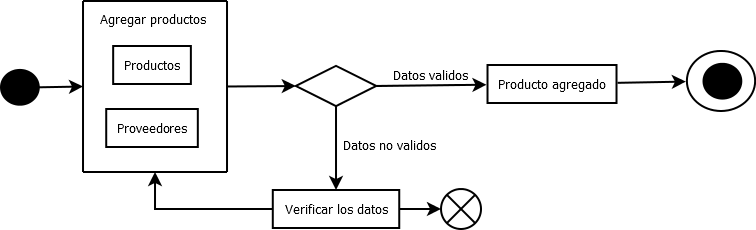 Agregar productos
Productos
Proveedores
Datos validos
Producto agregado
Datos no validos
Verificar los datos